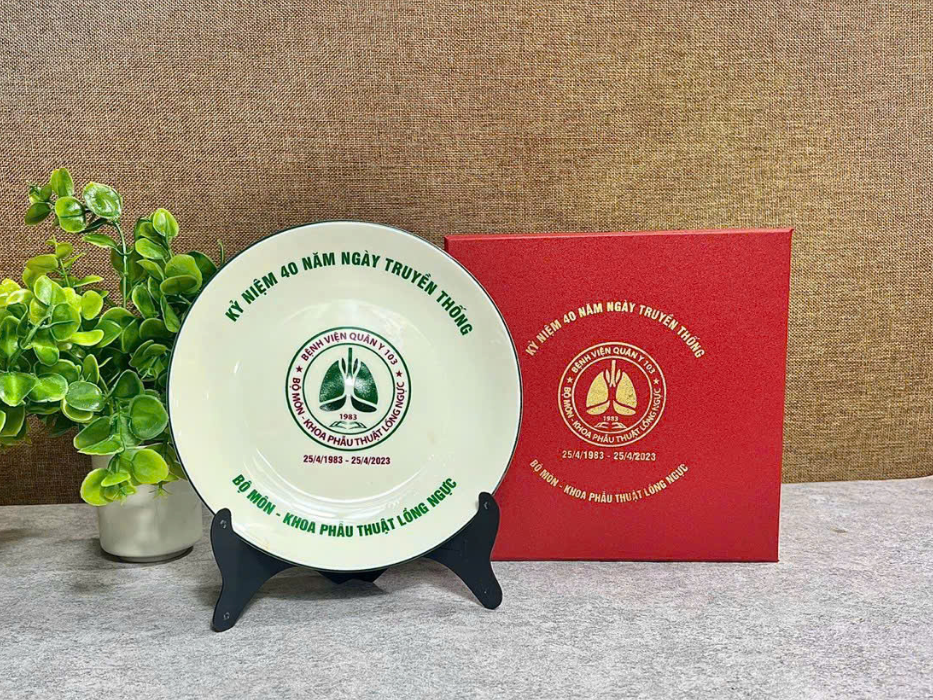 KỶ NIỆM 40 NĂM NGÀY TRUYỀN THỐNG
★ BỆNH VIỆN QUÂN Y 103 ★
1983
BỘ MÔN - KHOA PHẪU THUẬT LỒNG NGỰC
25/4/1983 - 25/4/2023
BỘ MÔN - KHOA PHẪU THUẬT LỒNG NGỰC
KỶ NIỆM 40 NĂM NGÀY TRUYỀN THỐNG
★ BỆNH VIỆN QUÂN Y 103 ★
1983
BỘ MÔN - KHOA PHẪU THUẬT LỒNG NGỰC
25/4/1983 - 25/4/2023
BỘ MÔN - KHOA PHẪU THUẬT LỒNG NGỰC